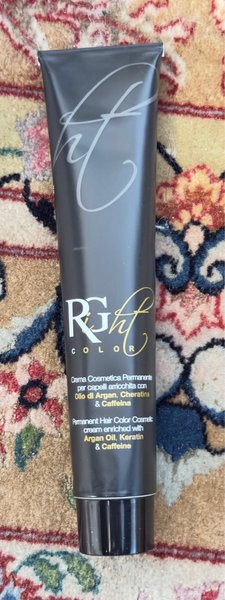 ht
RiGht
COLOR
Crema Cosmetica Permanente
per capelli arricchita con
Olio di Argan, Cheratina
& Caffeina
Permanent Hair Color Cosmetic
cream enriched with
Argan Oil, Keratin
& Caffeine